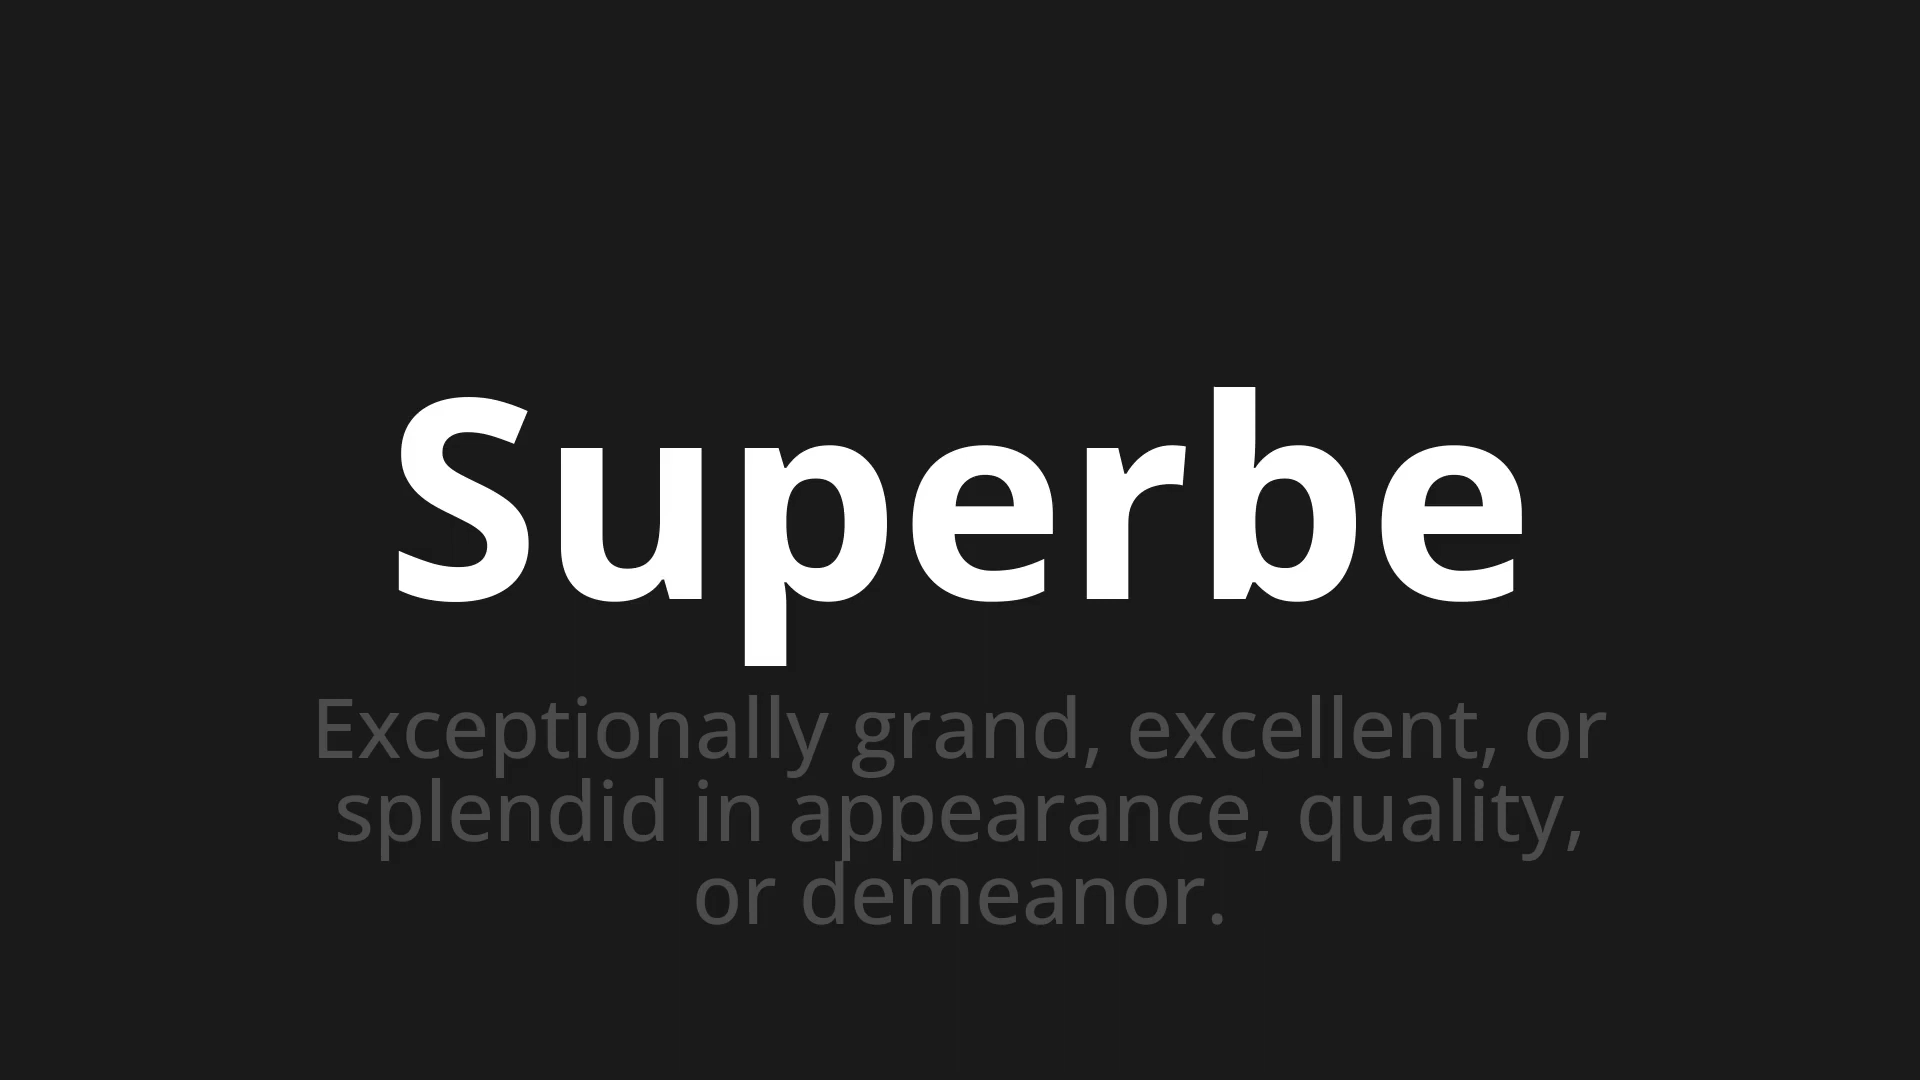 Superbe
Exceptionally grand, excellent, or
splendid in appearance, quality,
or demeanor.